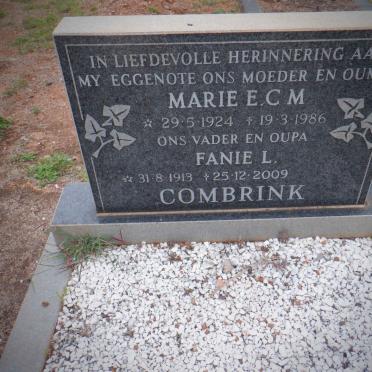 IN LIEFDEVOLLE HERINNERING AA
MY EGGENOTE ONS MOEDER EN OUM
MARIE E.C M
☆ 29·5·1924 ✝ 19·3·1986
ONS VADER EN OUPA
FANIE L.
☆ 31·8·1913 ✝ 25·12·2009
COMBRINK